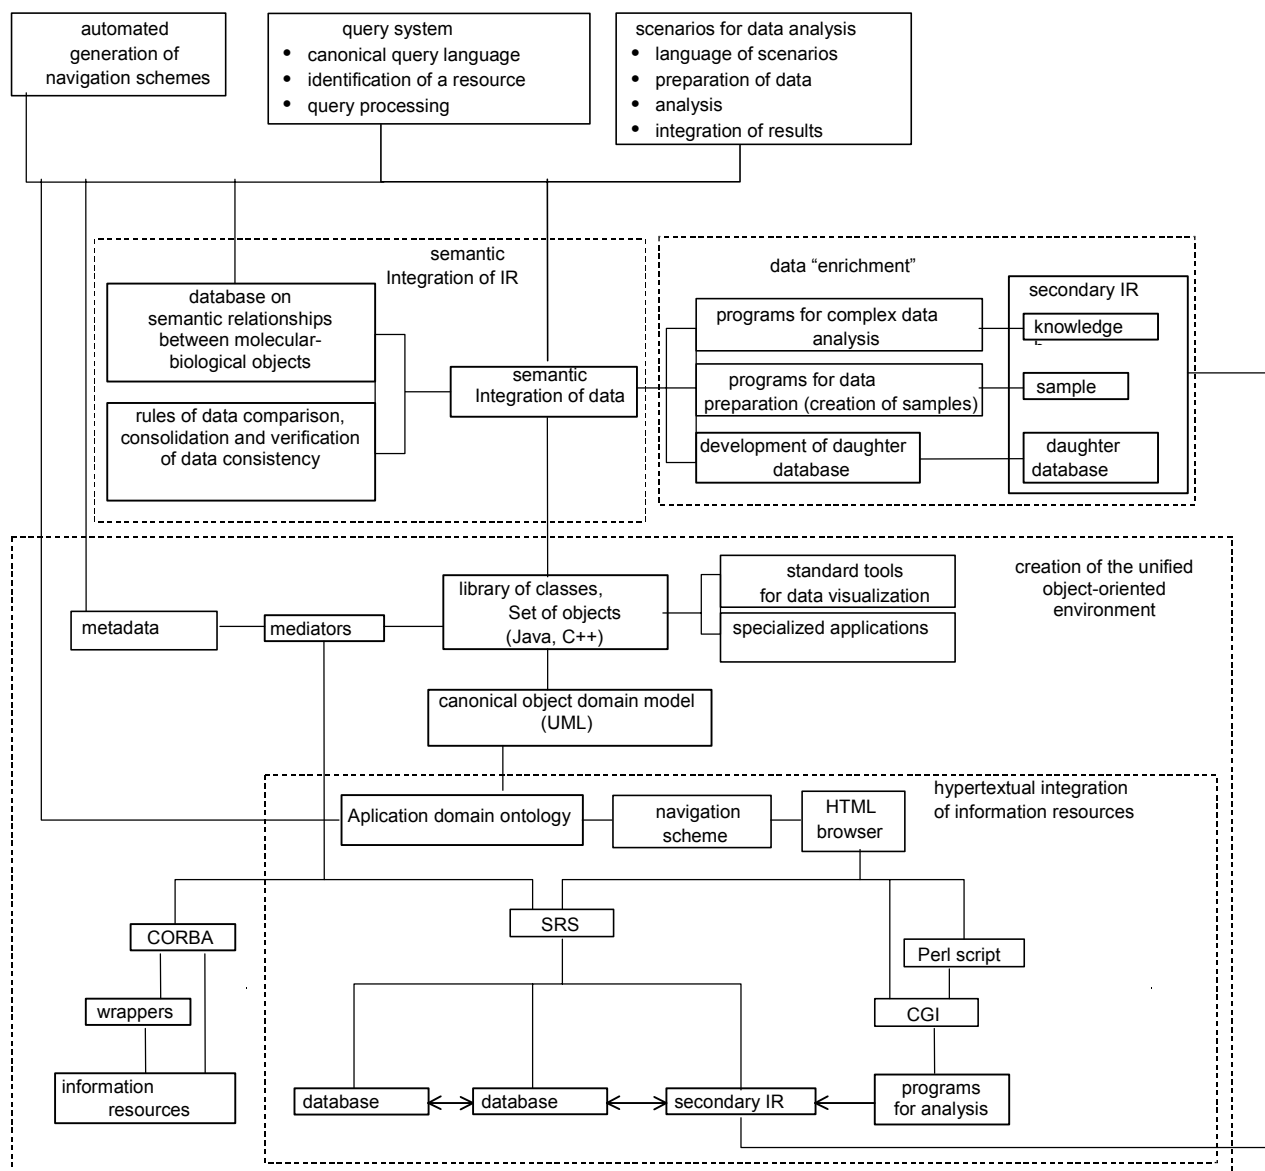 automated
generation of
navigation schemes
query system
• canonical query language
• identification of a resource
• query processing
scenarios for data analysis
• language of scenarios
• preparation of data
• analysis
• integration of results
semantic
Integration of IR
database on
semantic relationships
between molecular-
biological objects
rules of data comparison,
consolidation and verification
of data consistency
semantic
Integration of data
data “enrichment”
programs for complex data
analysis
programs for data
preparation (creation of samples)
development of daughter
database
secondary IR
knowledge
sample
daughter
database
creation of the unified
object-oriented
environment
metadata
mediators
library of classes,
Set of objects
(Java, C++)
standard tools
for data visualization
specialized applications
canonical object domain model
(UML)
hypertextual integration
of information resources
Aplication domain ontology
navigation
scheme
HTML
browser
CORBA
SRS
Perl script
wrappers
CGI
information
resources
database
database
secondary IR
programs
for analysis